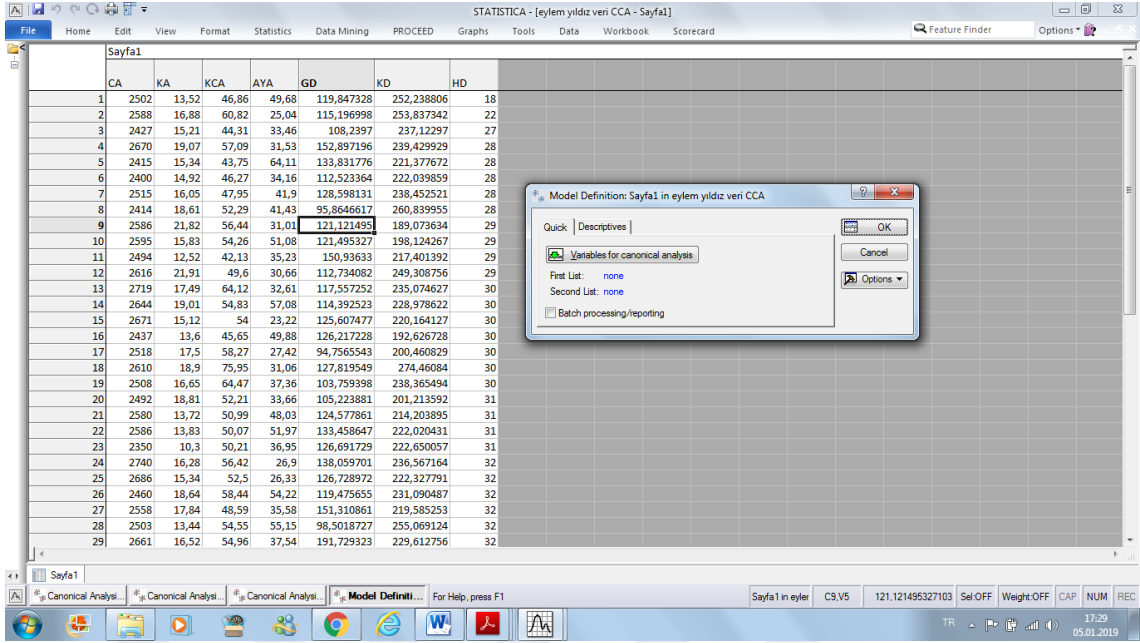 STATISTICA - [eylem yıldız veri CCA - Sayfa1]
File Home Edit View Format Statistics Data Mining PROCEED Graphs Tools Data Workbook Scorecard Feature Finder Options
Sayfa1
CA KA KCA AYA GD KD HD
1 2502 13,52 46,86 49,68 119,847328 252,238806 18
2 2588 16,88 60,82 25,04 115,196998 253,837342 22
3 2427 15,21 44,31 33,46 108,2397 237,12297 27
4 2670 19,07 57,09 31,53 152,897196 239,429929 28
5 2415 15,34 43,75 64,11 133,831776 221,377672 28
6 2400 14,92 46,27 34,16 112,523364 222,039859 28
7 2515 16,05 47,95 41,9 128,598131 238,452521 28
8 2414 18,61 52,29 41,43 95,8646617 260,839955 28
9 2586 21,82 56,44 31,01 121,121495 189,073634 29
10 2595 15,83 54,26 51,08 121,495327 198,124267 29
11 2494 12,52 42,13 35,23 150,93633 217,401392 29
12 2616 21,91 49,6 30,66 112,734082 249,308756 29
13 2719 17,49 64,12 32,61 117,557252 235,074627 30
14 2644 19,01 54,83 57,08 114,392523 228,978622 30
15 2671 15,12 54 23,22 125,607477 220,164127 30
16 2437 13,6 45,65 49,88 126,217228 192,626728 30
17 2518 17,5 58,27 27,42 94,7565543 200,460829 30
18 2610 18,9 75,95 31,06 127,819549 274,46084 30
19 2508 16,65 64,47 37,36 103,759398 238,365494 30
20 2492 18,81 52,21 33,66 105,223881 201,213592 31
21 2580 13,72 50,99 48,03 124,577861 214,203895 31
22 2586 13,83 50,07 51,97 133,458647 222,020431 31
23 2350 10,3 50,21 36,95 126,691729 222,650057 31
24 2740 16,28 56,42 26,9 138,059701 236,567164 32
25 2686 15,34 52,5 26,33 126,728972 222,327791 32
26 2460 18,64 58,44 54,22 119,475655 231,090487 32
27 2558 17,84 48,59 35,58 151,310861 219,585253 32
28 2503 13,44 54,55 55,15 98,5018727 255,069124 32
29 2661 16,52 54,96 37,54 191,729323 229,612756 32
Model Definition: Sayfa1 in eylem yıldız veri CCA
Quick Descriptives
OK
Variables for canonical analysis
Cancel
First List: none
Options
Second List: none
Batch processing/reporting
Sayfa1
Canonical Analysi... Canonical Analysi... Canonical Analysi... Model Definiti... For Help, press F1 Sayfa1 in eyler C9,V5 121,121495327103 Sel:OFF Weight:OFF CAP NUM REC
TR 17:29
05.01.2019